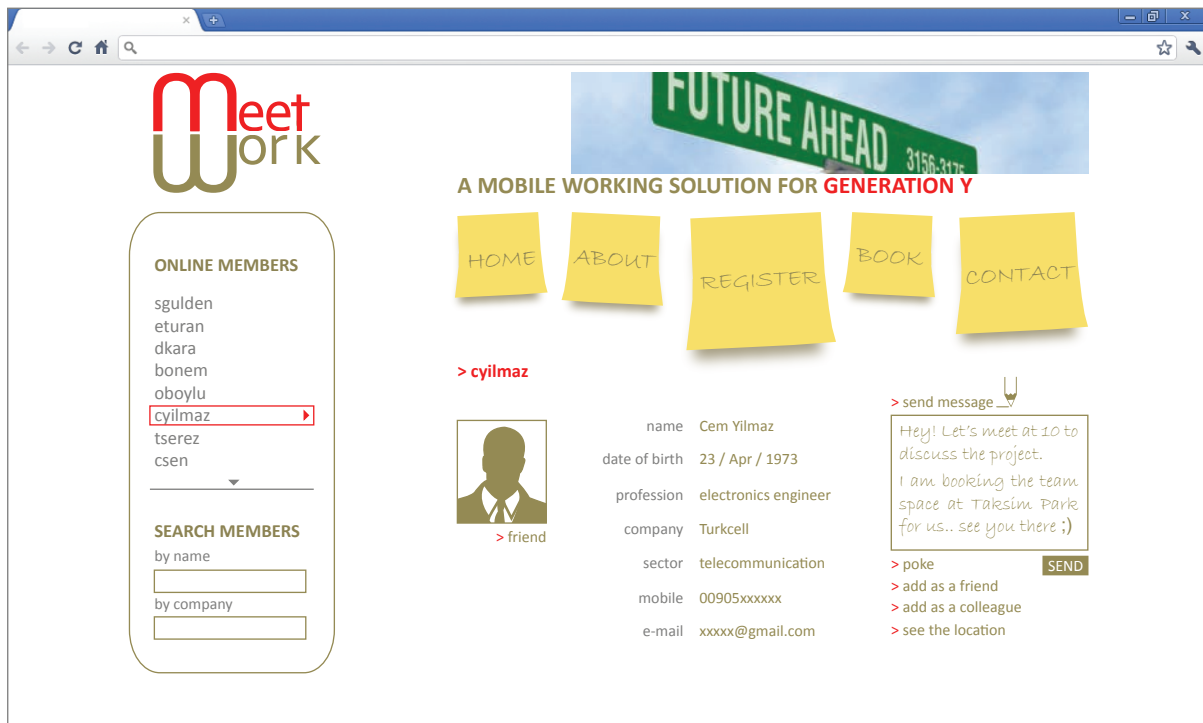 Meet
Work
FUTURE AHEAD 3156-3175
A MOBILE WORKING SOLUTION FOR GENERATION Y
HOME
ABOUT
REGISTER
BOOK
CONTACT
ONLINE MEMBERS
sgulden
eturan
dkara
bonem
oboylu
cyilmaz
tserez
csen
SEARCH MEMBERS
by name
by company
> cyilmaz
> friend
name Cem Yilmaz
date of birth 23 / Apr / 1973
profession electronics engineer
company Turkcell
sector telecommunication
mobile 00905xxxxxx
e-mail xxxxx@gmail.com
> send message
Hey! Let's meet at 10 to
discuss the project.
I am booking the team
space at Taksim Park
for us.. see you there ;)
SEND
> poke
> add as a friend
> add as a colleague
> see the location